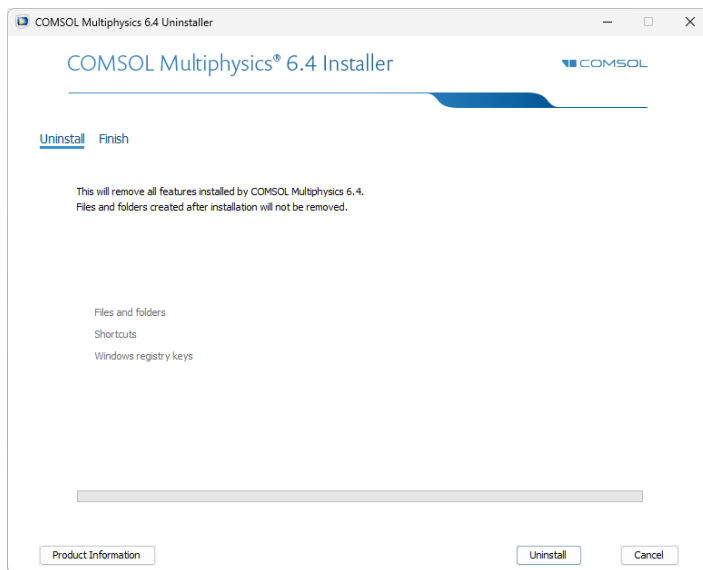 COMSOL Multiphysics 6.4 Uninstaller
COMSOL Multiphysics® 6.4 Installer
COMSOL
Uninstall Finish
This will remove all features installed by COMSOL Multiphysics 6.4.
Files and folders created after installation will not be removed.
Files and folders
Shortcuts
Windows registry keys
Product Information Uninstall Cancel